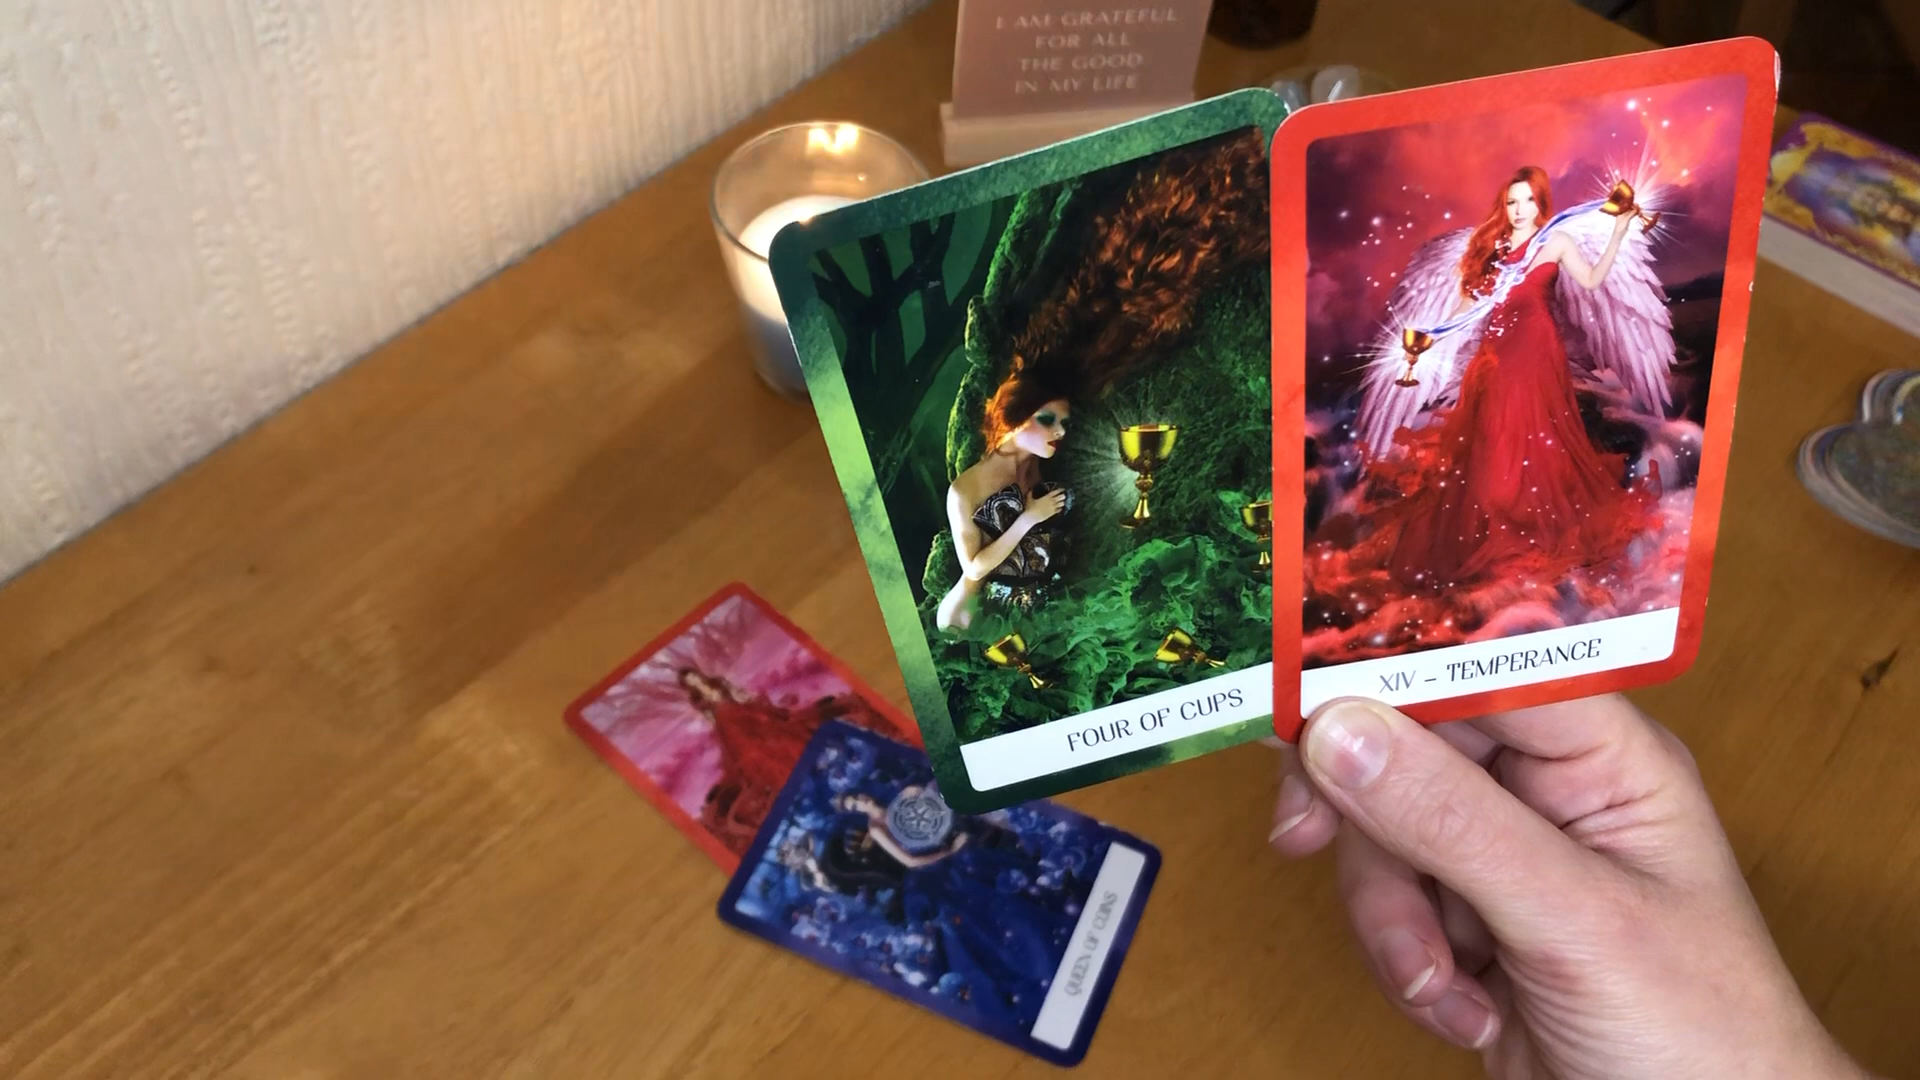 I AM GRATEFUL
FOR ALL
THE GOOD
IN MY LIFE
FOUR OF CUPS
XIV – TEMPERANCE
QUEEN OF COINS